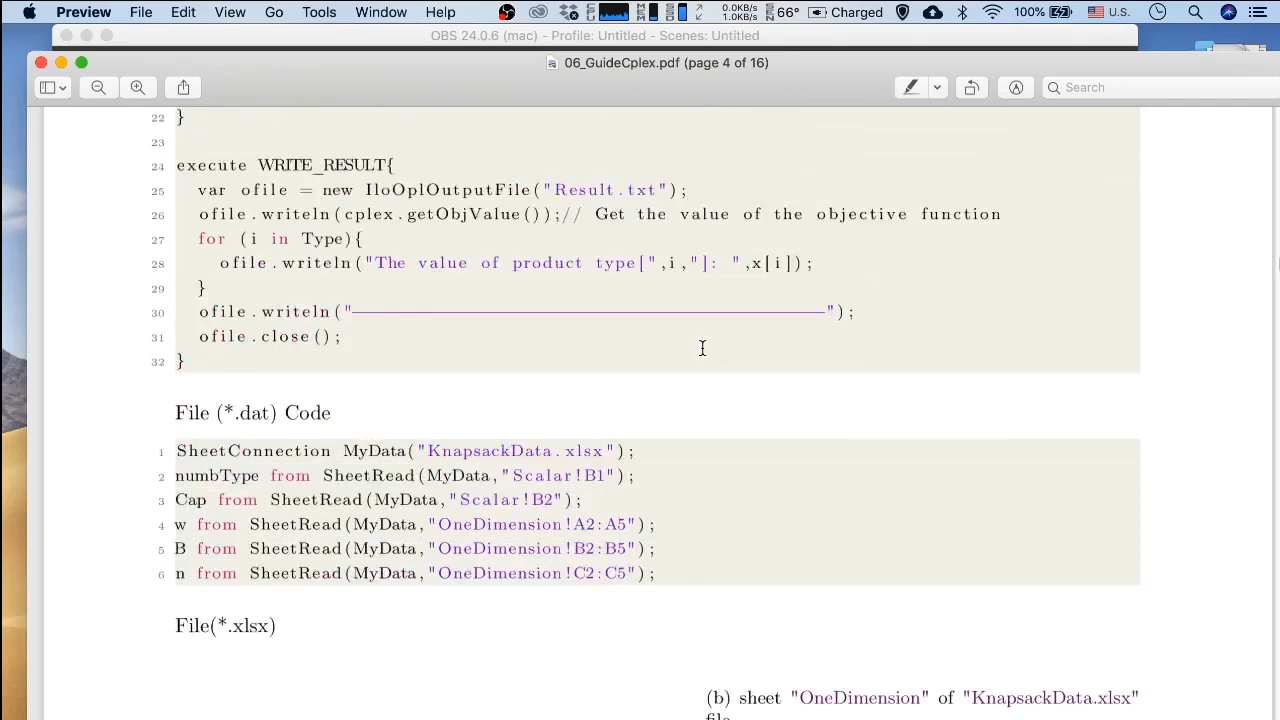 Preview File Edit View Go Tools Window Help 0.0KB/s 1.0KB/s 66° Charged 100% U.S.
OBS 24.0.6 (mac) - Profile: Untitled - Scenes: Untitled
06_GuideCplex.pdf (page 4 of 16)
Search
22 }
23
24 execute WRITE_RESULT{
25 var ofile = new IloOplOutputFile("Result.txt");
26 ofile.writeln(cplex.getObjValue());// Get the value of the objective function
27 for (i in Type){
28 ofile.writeln("The value of product type[",i,"]: ",x[i]);
29 }
30 ofile.writeln("—————————————————————————————");
31 ofile.close();
32 }
File (*.dat) Code
1 SheetConnection MyData("KnapsackData.xlsx");
2 numbType from SheetRead(MyData,"Scalar!B1");
3 Cap from SheetRead(MyData,"Scalar!B2");
4 w from SheetRead(MyData,"OneDimension!A2:A5");
5 B from SheetRead(MyData,"OneDimension!B2:B5");
6 n from SheetRead(MyData,"OneDimension!C2:C5");
File(*.xlsx)
(b) sheet "OneDimension" of "KnapsackData.xlsx"
file